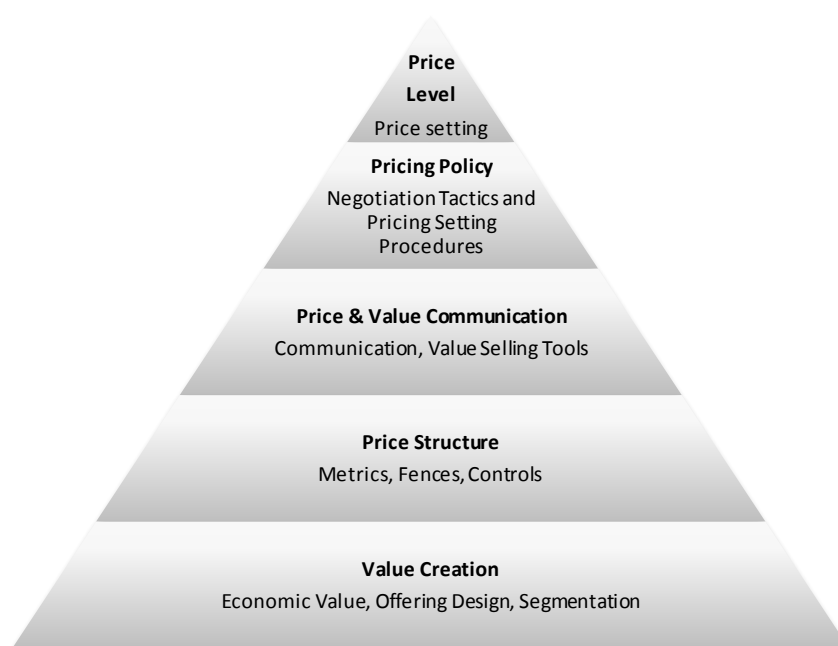 Price
Level
Price setting
Pricing Policy
Negotiation Tactics and
Pricing Setting
Procedures
Price & Value Communication
Communication, Value Selling Tools
Price Structure
Metrics, Fences, Controls
Value Creation
Economic Value, Offering Design, Segmentation